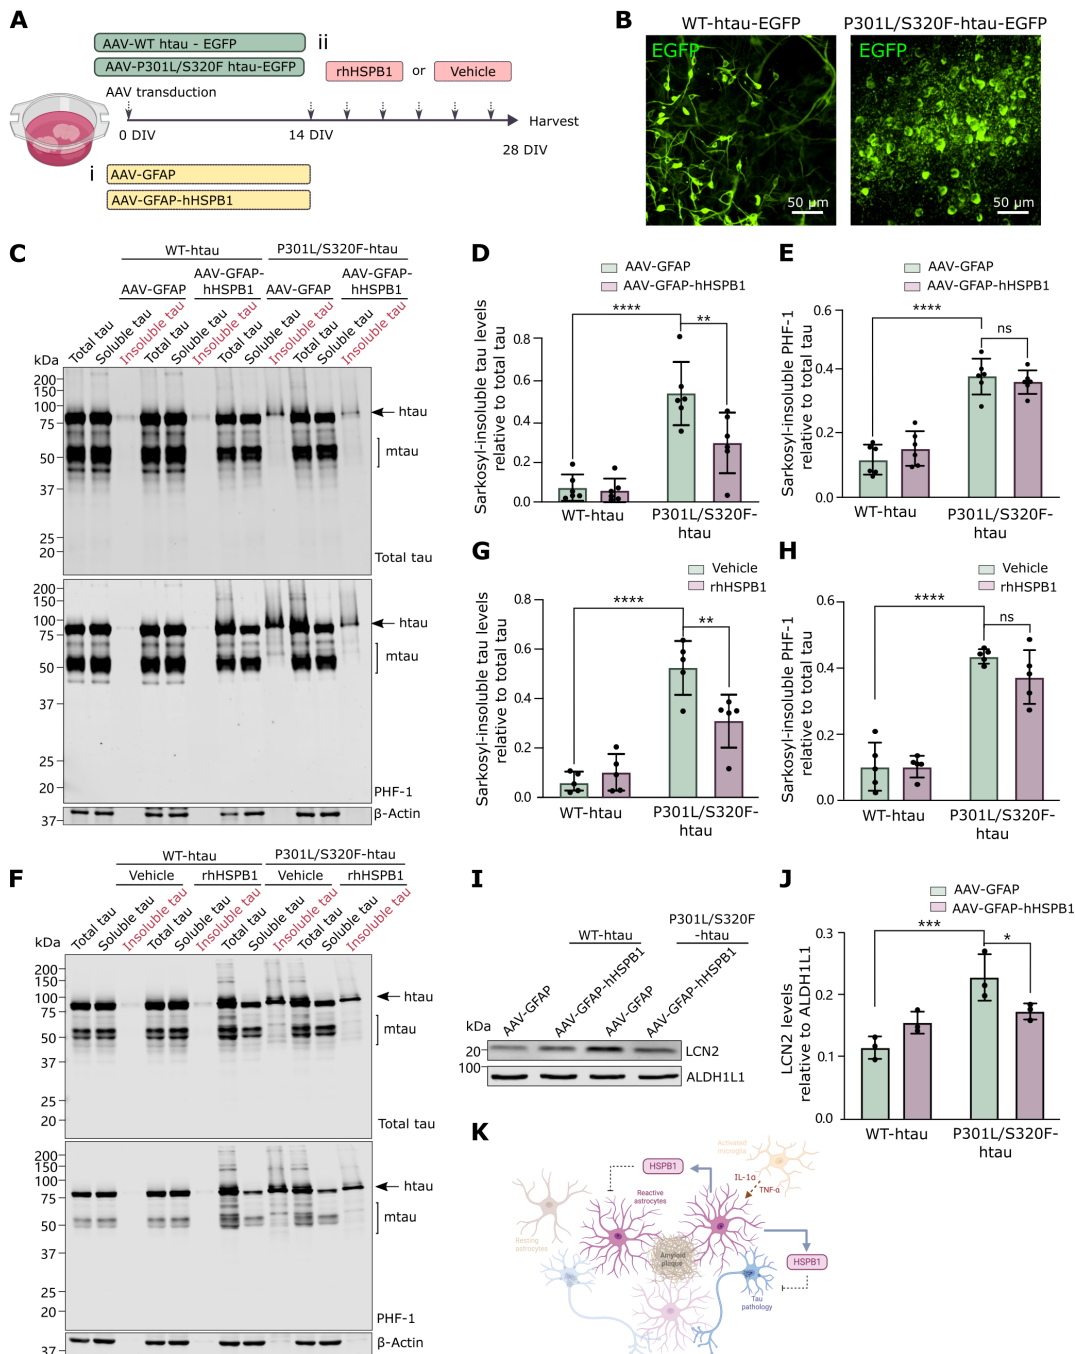 A
AAV-WT htau - EGFP
ii
AAV-P301L/S320F htau-EGFP
rhHSPB1 or Vehicle
AAV transduction
Harvest
0 DIV
14 DIV
28 DIV
i
AAV-GFAP
AAV-GFAP-hHSPB1
B
WT-htau-EGFP
P301L/S320F-htau-EGFP
EGFP
EGFP
50 µm
50 µm
C
WT-htau
P301L/S320F-htau
AAV-GFAP
AAV-GFAP-
hHSPB1
AAV-GFAP
AAV-GFAP-
hHSPB1
Total tau
Soluble tau
Insoluble tau
Total tau
Soluble tau
Insoluble tau
Total tau
Soluble tau
Insoluble tau
Total tau
Soluble tau
Insoluble tau
kDa
200
150
100
75
50
37
25
20
htau
mtau
Total tau
200
150
100
75
50
37
25
20
htau
mtau
PHF-1
37
β-Actin
D
AAV-GFAP
AAV-GFAP-hHSPB1
Sarkosyl-insoluble tau levels
relative to total tau
0.8
0.6
0.4
0.2
0.0
****
**
WT-htau
P301L/S320F-
htau
E
AAV-GFAP
AAV-GFAP-hHSPB1
Sarkosyl-insoluble PHF-1
relative to total tau
0.6
0.4
0.2
0.0
****
ns
WT-htau
P301L/S320F-
htau
G
Vehicle
rhHSPB1
Sarkosyl-insoluble tau levels
relative to total tau
0.8
0.6
0.4
0.2
0.0
****
**
WT-htau
P301L/S320F-
htau
H
Vehicle
rhHSPB1
Sarkosyl-insoluble PHF-1
relative to total tau
0.6
0.4
0.2
0.0
****
ns
WT-htau
P301L/S320F-
htau
F
WT-htau
P301L/S320F-htau
Vehicle
rhHSPB1
Vehicle
rhHSPB1
Total tau
Soluble tau
Insoluble tau
Total tau
Soluble tau
Insoluble tau
Total tau
Soluble tau
Insoluble tau
Total tau
Soluble tau
Insoluble tau
kDa
200
150
100
75
50
37
25
20
htau
mtau
Total tau
200
150
100
75
50
37
25
20
htau
mtau
PHF-1
37
β-Actin
I
WT-htau
P301L/S320F
-htau
AAV-GFAP
AAV-GFAP-hHSPB1
AAV-GFAP
AAV-GFAP-hHSPB1
kDa
20
LCN2
100
ALDH1L1
J
AAV-GFAP
AAV-GFAP-hHSPB1
LCN2 levels
relative to ALDH1L1
0.3
0.2
0.1
0.0
***
*
WT-htau
P301L/S320F-
htau
K
Activated
microglia
HSPB1
IL-1α
TNF-α
Reactive
astrocytes
Resting
astrocytes
Amyloid
plaque
HSPB1
Tau
pathology